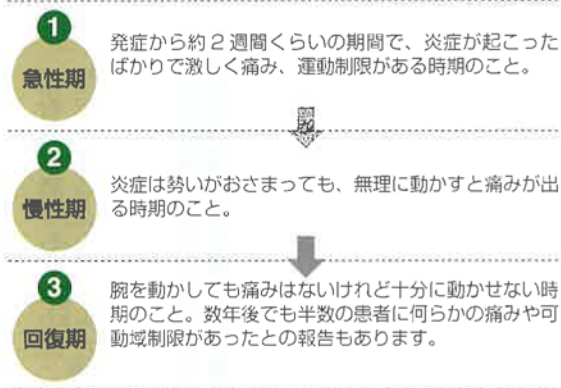 1
急性期
発症から約2週間くらいの期間で、炎症が起こった
ばかりで激しく痛み、運動制限がある時期のこと。
2
慢性期
炎症は勢いがおさまっても、無理に動かすと痛みが出
る時期のこと。
3
回復期
腕を動かしても痛みはないけれど十分に動かせない時
期のこと。数年後でも半数の患者に何らかの痛みや可
動域制限があったとの報告もあります。